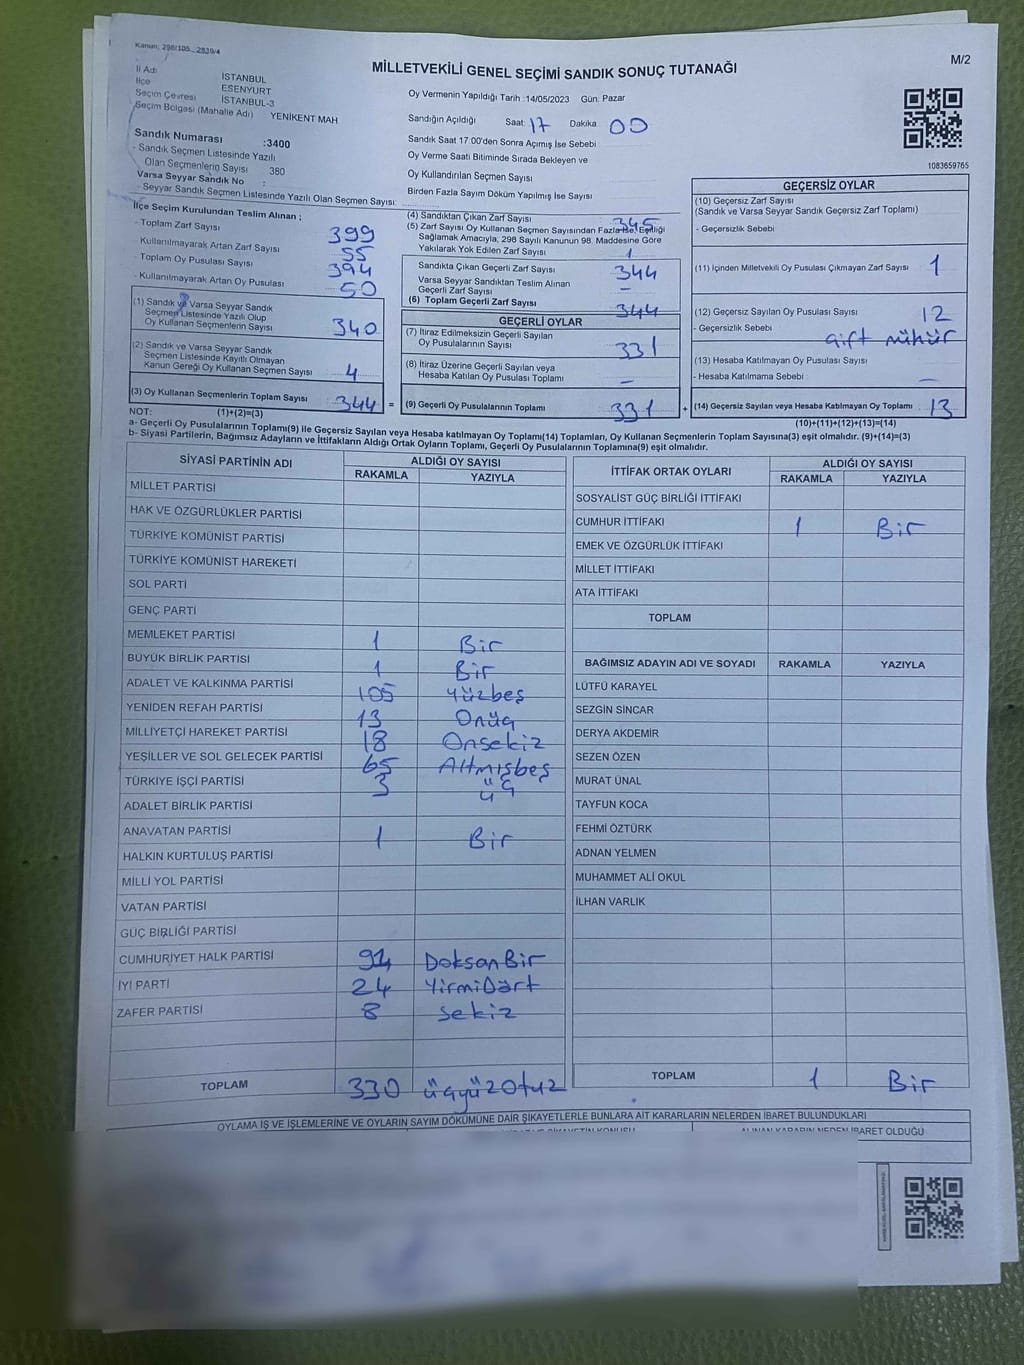 Kanun; 298/105_ 2839/4
MİLLETVEKİLİ GENEL SEÇİMİ SANDIK SONUÇ TUTANAĞI
M/2
İl Adı İSTANBUL
İlçe ESENYURT
Seçim Çevresi İSTANBUL-3
Seçim Bölgesi (Mahalle Adı) YENİKENT MAH
Sandık Numarası :3400
- Sandık Seçmen Listesinde Yazılı
Olan Seçmenlerin Sayısı 380
Varsa Seyyar Sandık No :
- Seyyar Sandık Seçmen Listesinde Yazılı Olan Seçmen Sayısı:
Oy Vermenin Yapıldığı Tarih :14/05/2023 Gün: Pazar
Sandığın Açıldığı Saat: 17 Dakika 00
Sandık Saat 17:00'den Sonra Açımış İse Sebebi :
Oy Verme Saati Bitiminde Sırada Bekleyen ve
Oy Kullandırılan Seçmen Sayısı :
Birden Fazla Sayım Döküm Yapılmış İse Sayısı :
1083659765
İlçe Seçim Kurulundan Teslim Alınan ;
- Toplam Zarf Sayısı 399
- Kullanılmayarak Artan Zarf Sayısı 55
- Toplam Oy Pusulası Sayısı 394
- Kullanılmayarak Artan Oy Pusulası 50
(1) Sandık ve Varsa Seyyar Sandık
Seçmen Listesinde Yazılı Olup
Oy Kullanan Seçmenlerin Sayısı 340
(2) Sandık ve Varsa Seyyar Sandık
Seçmen Listesinde Kayıtlı Olmayan
Kanun Gereği Oy Kullanan Seçmen Sayısı 4
(3) Oy Kullanan Seçmenlerin Toplam Sayısı 344 =
(4) Sandıktan Çıkan Zarf Sayısı 345
(5) Zarf Sayısı Oy Kullanan Seçmen Sayısından Fazla İse, Eşitliği
Sağlamak Amacıyla; 298 Sayılı Kanunun 98. Maddesine Göre
Yakılarak Yok Edilen Zarf Sayısı 1
Sandıkta Çıkan Geçerli Zarf Sayısı 344
Varsa Seyyar Sandıktan Teslim Alınan
Geçerli Zarf Sayısı –
(6) Toplam Geçerli Zarf Sayısı 344
GEÇERLİ OYLAR
(7) İtiraz Edilmeksizin Geçerli Sayılan
Oy Pusulalarının Sayısı 331
(8) İtiraz Üzerine Geçerli Sayılan veya
Hesaba Katılan Oy Pusulası Toplamı –
(9) Geçerli Oy Pusulalarının Toplamı 331 +
GEÇERSİZ OYLAR
(10) Geçersiz Zarf Sayısı
(Sandık ve Varsa Seyyar Sandık Geçersiz Zarf Toplamı)
- Geçersizlik Sebebi
(11) İçinden Milletvekili Oy Pusulası Çıkmayan Zarf Sayısı 1
(12) Geçersiz Sayılan Oy Pusulası Sayısı 12
- Geçersizlik Sebebi : çift mühür
(13) Hesaba Katılmayan Oy Pusulası Sayısı
- Hesaba Katılmama Sebebi : –
(14) Geçersiz Sayılan veya Hesaba Katılmayan Oy Toplamı 13
NOT: (1)+(2)=(3)
(10)+(11)+(12)+(13)=(14)
a- Geçerli Oy Pusulalarının Toplamı(9) ile Geçersiz Sayılan veya Hesaba katılmayan Oy Toplamı(14) Toplamları, Oy Kullanan Seçmenlerin Toplam Sayısına(3) eşit olmalıdır. (9)+(14)=(3)
b- Siyasi Partilerin, Bağımsız Adayların ve İttifakların Aldığı Ortak Oyların Toplamı, Geçerli Oy Pusulalarının Toplamına(9) eşit olmalıdır.
SİYASİ PARTİNİN ADI ALDIĞI OY SAYISI
RAKAMLA YAZIYLA
MİLLET PARTİSİ
HAK VE ÖZGÜRLÜKLER PARTİSİ
TÜRKİYE KOMÜNİST PARTİSİ
TÜRKİYE KOMÜNİST HAREKETİ
SOL PARTİ
GENÇ PARTİ
MEMLEKET PARTİSİ 1 Bir
BÜYÜK BİRLİK PARTİSİ 1 Bir
ADALET VE KALKINMA PARTİSİ 105 Yüzbeş
YENİDEN REFAH PARTİSİ 13 Onüç
MİLLİYETÇİ HAREKET PARTİSİ 18 Onsekiz
YEŞİLLER VE SOL GELECEK PARTİSİ 65 Altmışbeş
TÜRKİYE İŞÇİ PARTİSİ 3 üç
ADALET BİRLİK PARTİSİ
ANAVATAN PARTİSİ 1 Bir
HALKIN KURTULUŞ PARTİSİ
MİLLİ YOL PARTİSİ
VATAN PARTİSİ
GÜÇ BİRLİĞİ PARTİSİ
CUMHURİYET HALK PARTİSİ 91 Doksan Bir
İYİ PARTİ 24 YirmiDört
ZAFER PARTİSİ 8 Sekiz
TOPLAM 330 üçyüzotuz
İTTİFAK ORTAK OYLARI ALDIĞI OY SAYISI
RAKAMLA YAZIYLA
SOSYALİST GÜÇ BİRLİĞİ İTTİFAKI
CUMHUR İTTİFAKI 1 Bir
EMEK VE ÖZGÜRLÜK İTTİFAKI
MİLLET İTTİFAKI
ATA İTTİFAKI
TOPLAM
BAĞIMSIZ ADAYIN ADI VE SOYADI RAKAMLA YAZIYLA
LÜTFÜ KARAYEL
SEZGİN SİNCAR
DERYA AKDEMİR
SEZEN ÖZEN
MURAT ÜNAL
TAYFUN KOCA
FEHMİ ÖZTÜRK
ADNAN YELMEN
MUHAMMET ALİ OKUL
İLHAN VARLIK
TOPLAM 1 Bir
OYLAMA İŞ VE İŞLEMLERİNE VE OYLARIN SAYIM DÖKÜMÜNE DAİR ŞİKAYETLERLE BUNLARA AİT KARARLARIN NELERDEN İBARET BULUNDUKLARI
ALINAN KARARIN NEDEN İBARET OLDUĞU